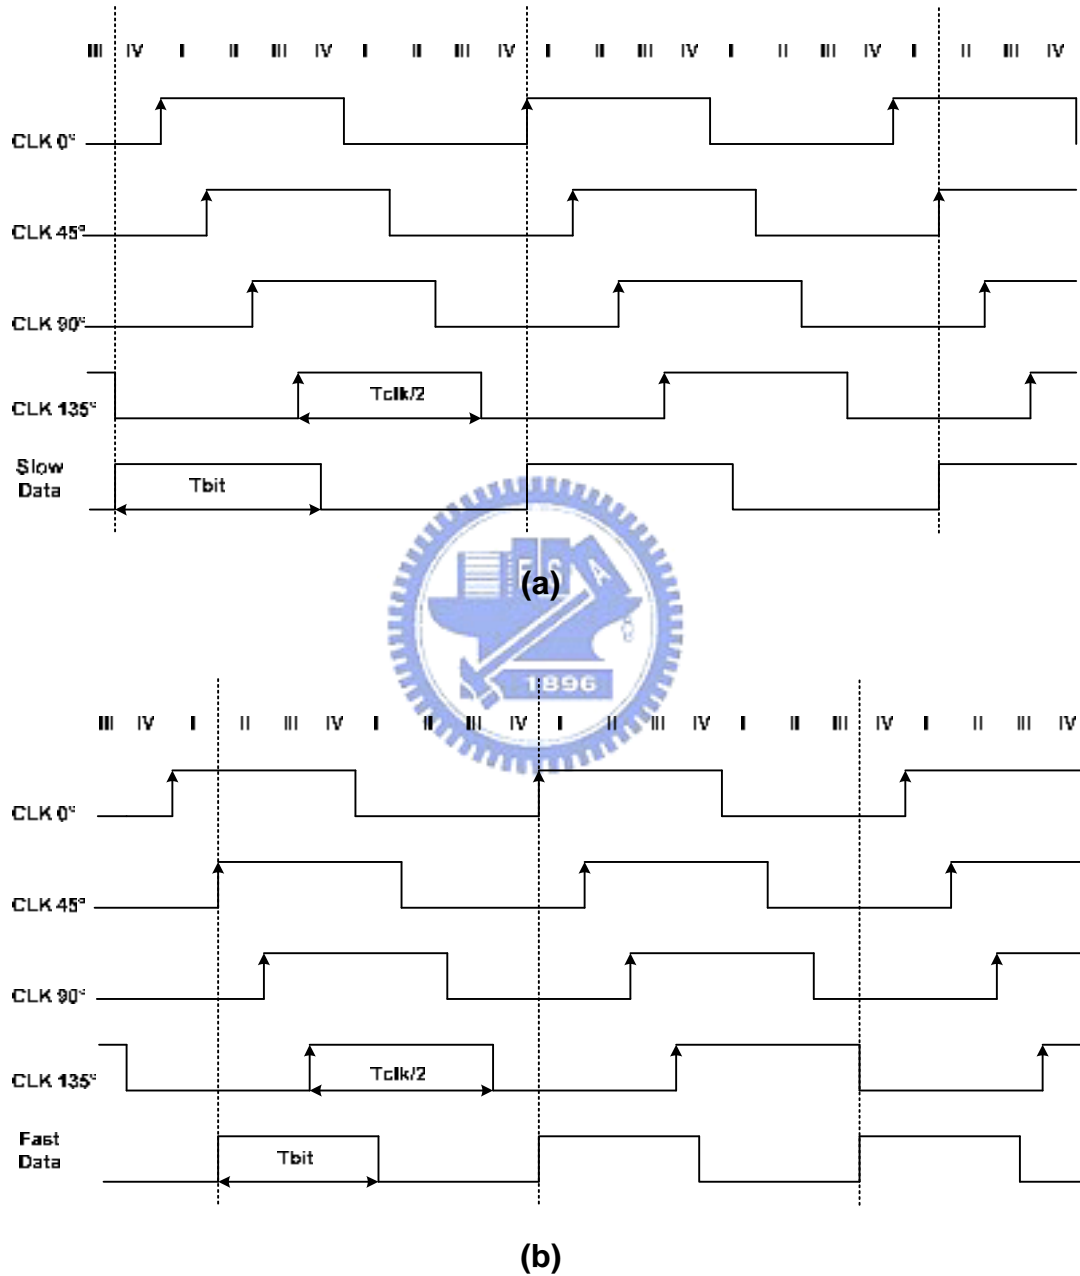 III IV I II III IV I II III IV I II III IV I II III IV I II III IV
CLK 0°
CLK 45°
CLK 90°
CLK 135°
Tclk/2
Slow
Data
Tbit
(a)
E S A
1896
III IV I II III IV I II III IV I II III IV I II III IV I II III IV
CLK 0°
CLK 45°
CLK 90°
CLK 135°
Tclk/2
Fast
Data
Tbit
(b)